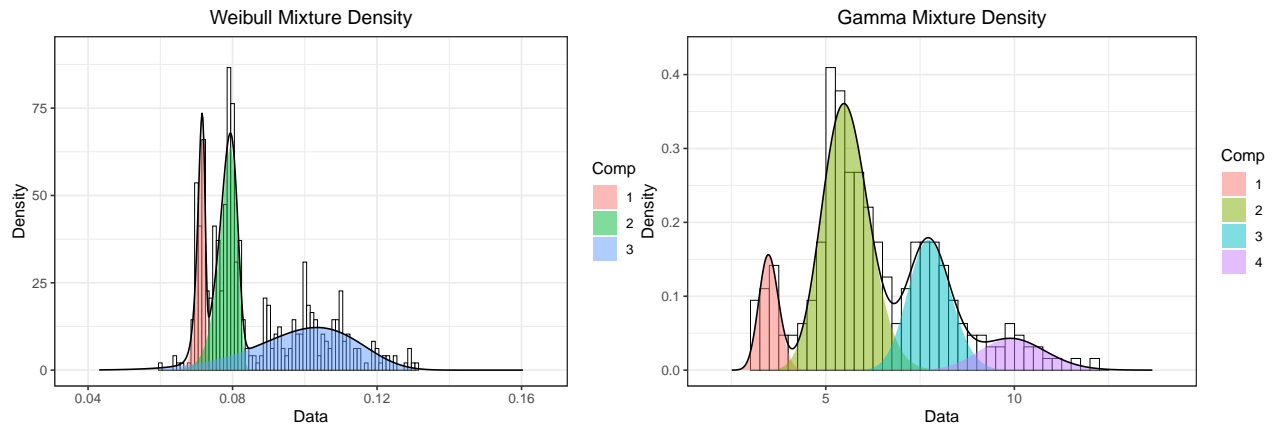 Weibull Mixture Density
Density
75
50
25
0
0.04
0.08
0.12
0.16
Data
Comp
1
2
3
Gamma Mixture Density
Density
0.4
0.3
0.2
0.1
0.0
5
10
Data
Comp
1
2
3
4